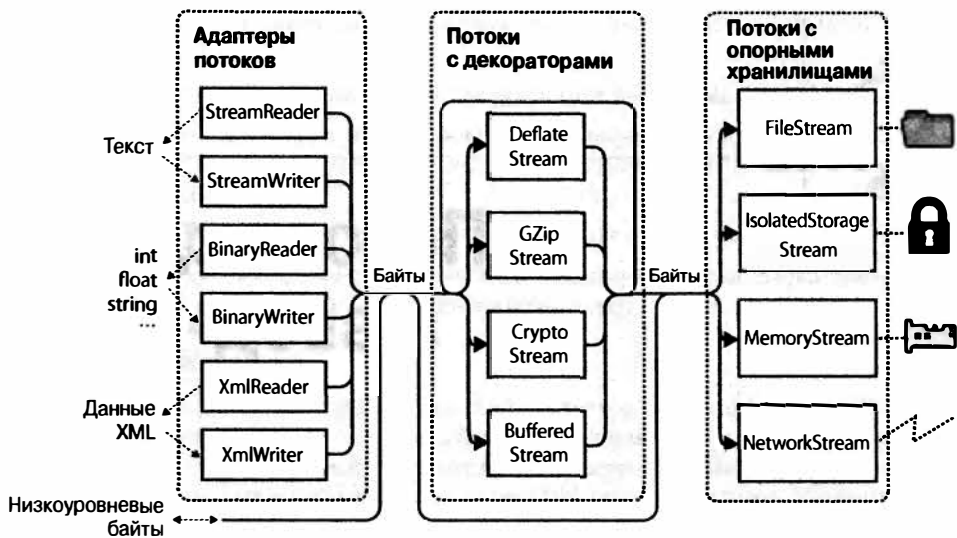 Адаптеры
потоков
StreamReader
Текст
StreamWriter
BinaryReader
int
float
string
...
BinaryWriter
XmlReader
Данные
XML
XmlWriter
Низкоуровневые
байты
Байты
Потоки
с декораторами
Deflate
Stream
GZip
Stream
Crypto
Stream
Buffered
Stream
Байты
Потоки с
опорными
хранилищами
FileStream
IsolatedStorage
Stream
MemoryStream
NetworkStream